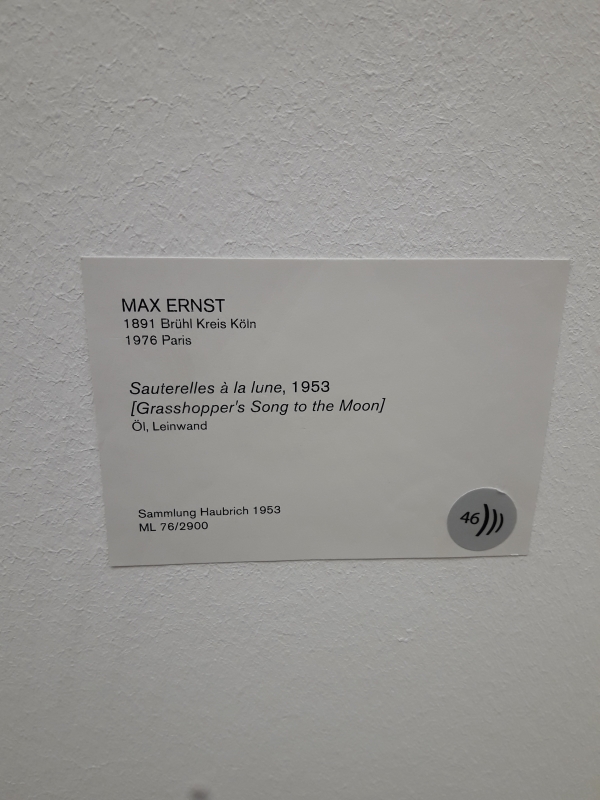 MAX ERNST
1891 Brühl Kreis Köln
1976 Paris
Sauterelles à la lune, 1953
[Grasshopper's Song to the Moon]
Öl, Leinwand
Sammlung Haubrich 1953
ML 76/2900
46